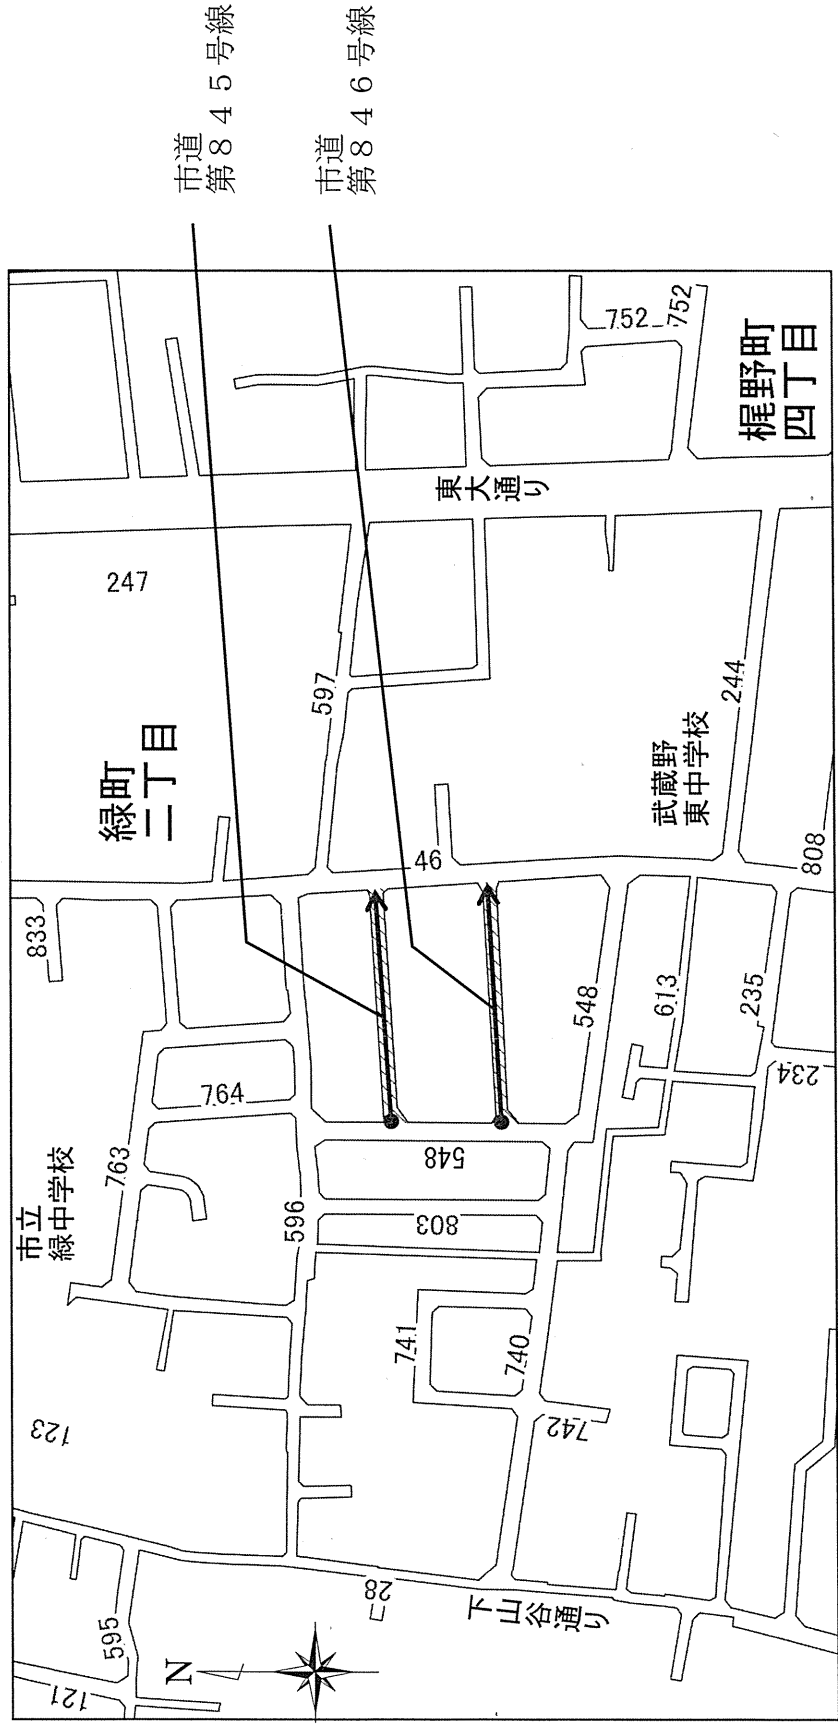 市道
第８４５号線
市道
第８４６号線
緑町
二丁目
梶野町
四丁目
市立
緑中学校
武蔵野
東中学校
東大通り
下山谷通り
N
121
595
123
28
763
764
833
247
596
597
741
740
742
803
548
46
548
613
235
234
244
808
752
752